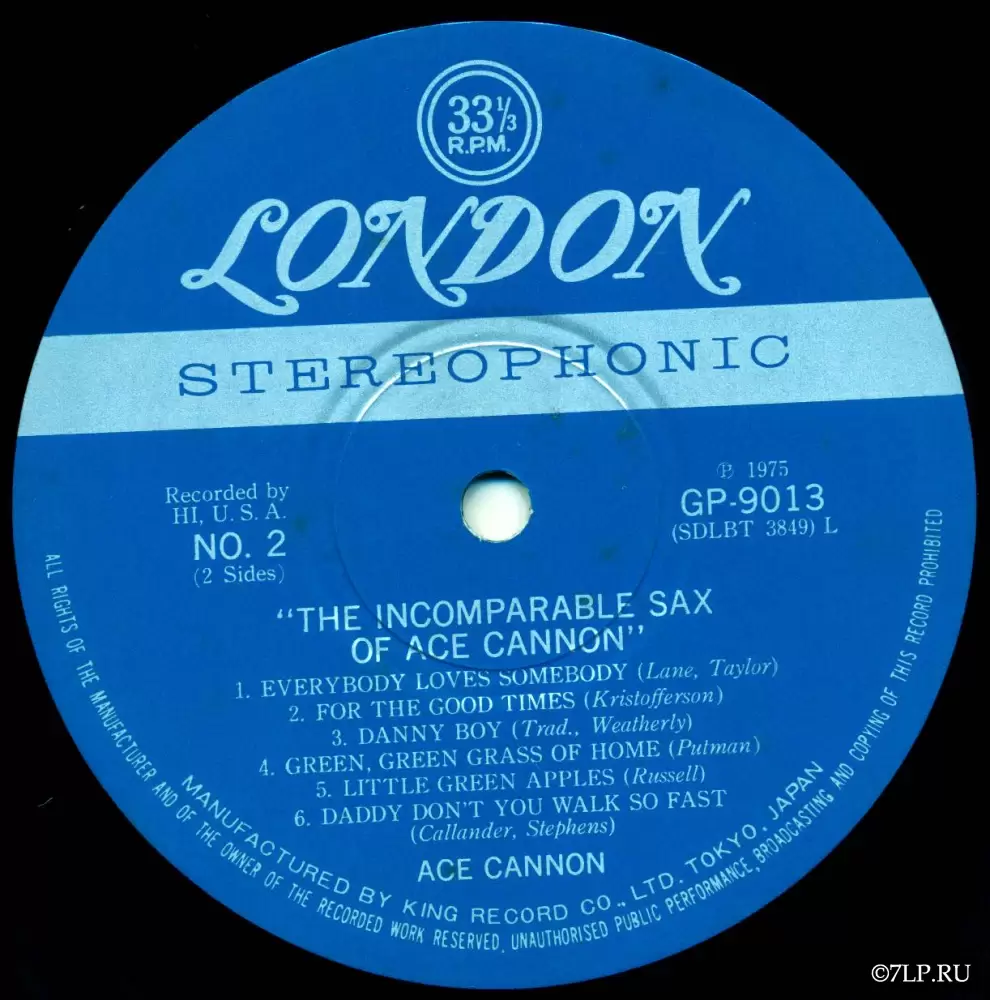 33 1/3
R.P.M.
LONDON
STEREOPHONIC
Recorded by
HI, U. S. A.
NO. 2
(2 Sides)
℗ 1975
GP-9013
(SDLBT 3849) L
"THE INCOMPARABLE SAX
OF ACE CANNON"
1. EVERYBODY LOVES SOMEBODY (Lane, Taylor)
2. FOR THE GOOD TIMES (Kristofferson)
3. DANNY BOY (Trad., Weatherly)
4. GREEN, GREEN GRASS OF HOME (Putman)
5. LITTLE GREEN APPLES (Russell)
6. DADDY DON'T YOU WALK SO FAST
(Callander, Stephens)
ACE CANNON
MANUFACTURED BY KING RECORD CO., LTD. TOKYO, JAPAN
ALL RIGHTS OF THE MANUFACTURER AND OF THE OWNER OF THE RECORDED WORK RESERVED, UNAUTHORISED PUBLIC PERFORMANCE, BROADCASTING AND COPYING OF THIS RECORD PROHIBITED
©7LP.RU